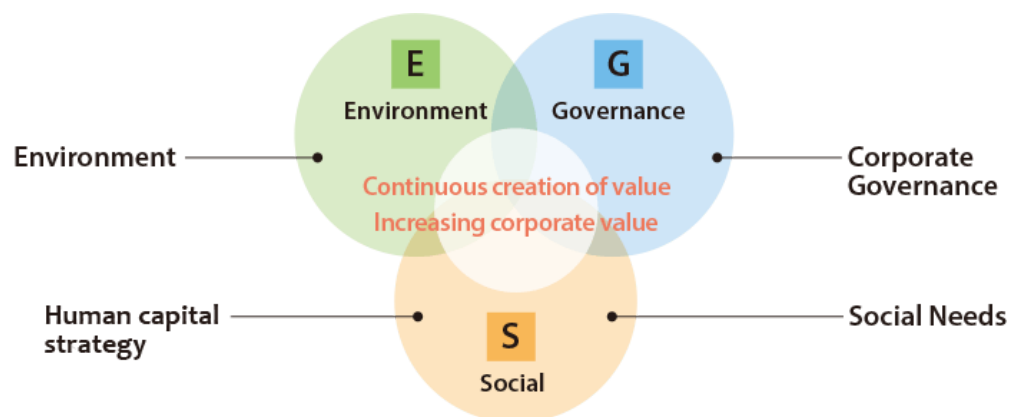 E
Environment
G
Governance
Environment
Corporate
Governance
Continuous creation of value
Increasing corporate value
Human capital
strategy
Social Needs
S
Social